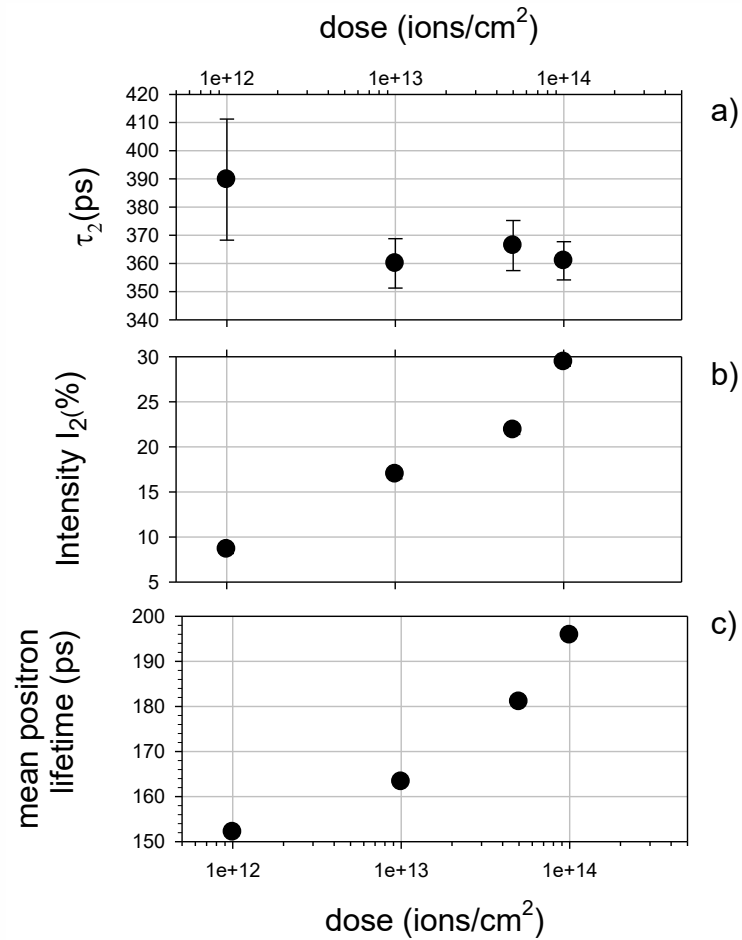 dose (ions/cm²)
1e+12 1e+13 1e+14
a)
420
410
400
390
380
370
360
350
340
τ₂(ps)
b)
30
25
20
15
10
5
Intensity I₂(%)
c)
200
190
180
170
160
150
mean positron
lifetime (ps)
1e+12 1e+13 1e+14
dose (ions/cm²)